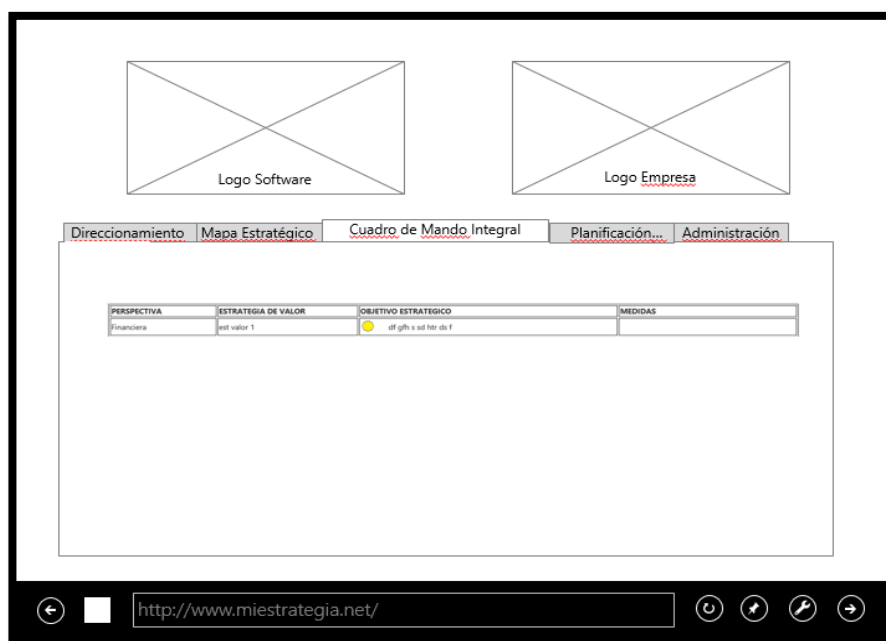 Logo Software
Logo Empresa
Direccionamiento
Mapa Estratégico
Cuadro de Mando Integral
Planificación...
Administración
PERSPECTIVA ESTRATEGIA DE VALOR OBJETIVO ESTRATEGICO MEDIDAS
Financiera est valor 1 df gfh s sd htr ds f
http://www.miestrategia.net/